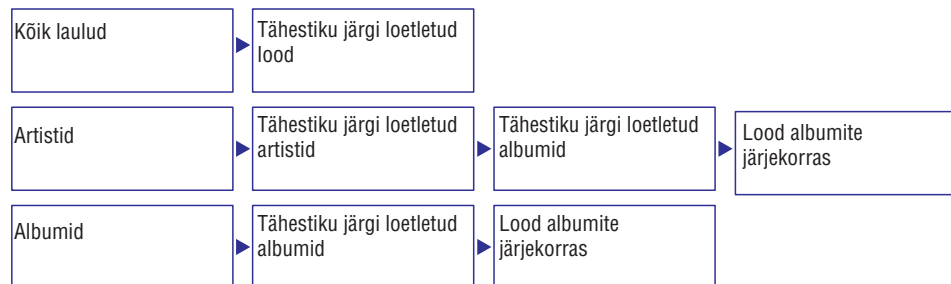 Kõik laulud
Tähestiku järgi loetletud
lood
Artistid
Tähestiku järgi loetletud
artistid
Tähestiku järgi loetletud
albumid
Lood albumite
järjekorras
Albumid
Tähestiku järgi loetletud
albumid
Lood albumite
järjekorras